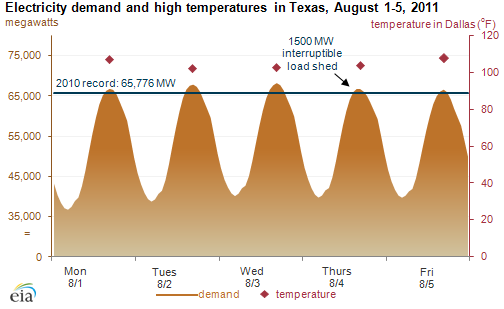 Electricity demand and high temperatures in Texas, August 1-5, 2011
megawatts
temperature in Dallas (°F)
75,000
65,000
55,000
45,000
35,000
=
0
120
100
80
60
40
20
0
1500 MW
interruptible
load shed
2010 record: 65,776 MW
Mon
8/1
Tues
8/2
Wed
8/3
Thurs
8/4
Fri
8/5
demand
temperature
eia